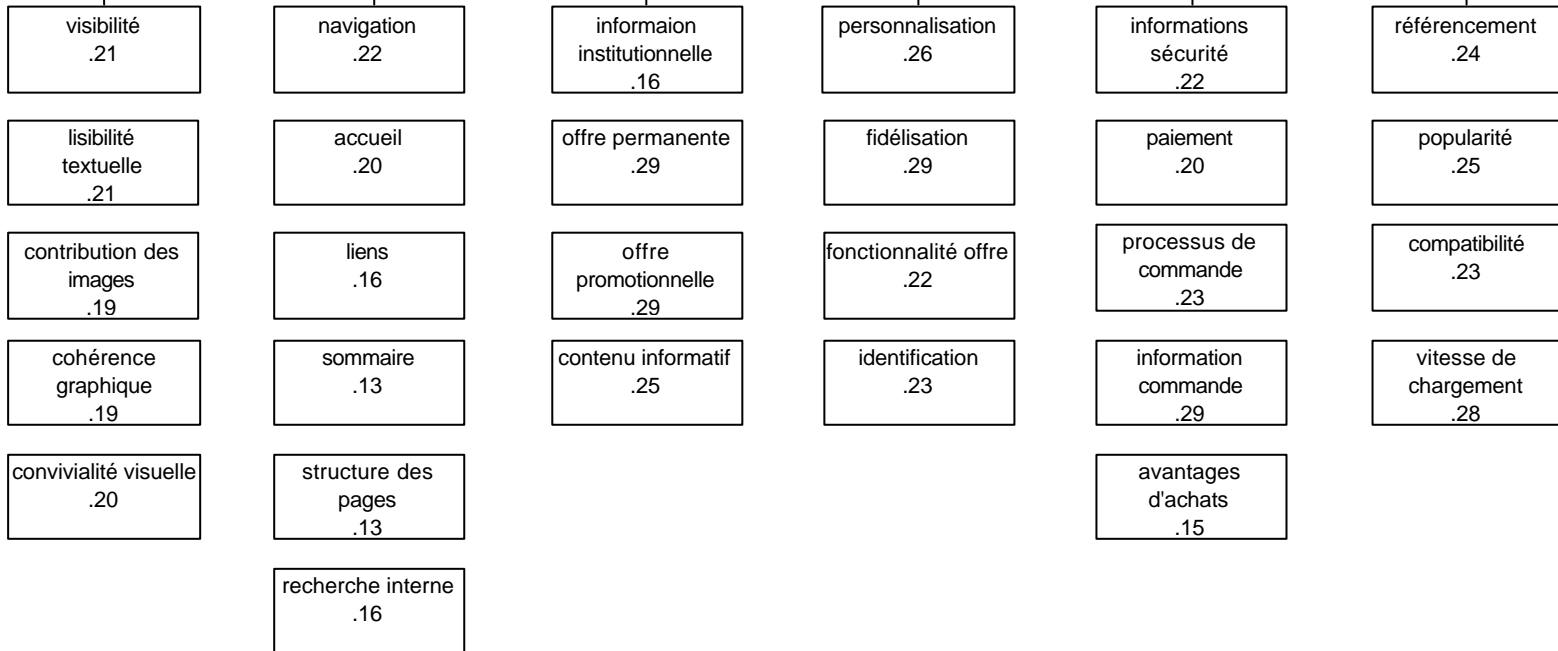 visibilité
.21
navigation
.22
informaion
institutionnelle
.16
personnalisation
.26
informations
sécurité
.22
référencement
.24
lisibilité
textuelle
.21
accueil
.20
offre permanente
.29
fidélisation
.29
paiement
.20
popularité
.25
contribution des
images
.19
liens
.16
offre
promotionnelle
.29
fonctionnalité offre
.22
processus de
commande
.23
compatibilité
.23
cohérence
graphique
.19
sommaire
.13
contenu informatif
.25
identification
.23
information
commande
.29
vitesse de
chargement
.28
convivialité visuelle
.20
structure des
pages
.13
avantages
d'achats
.15
recherche interne
.16